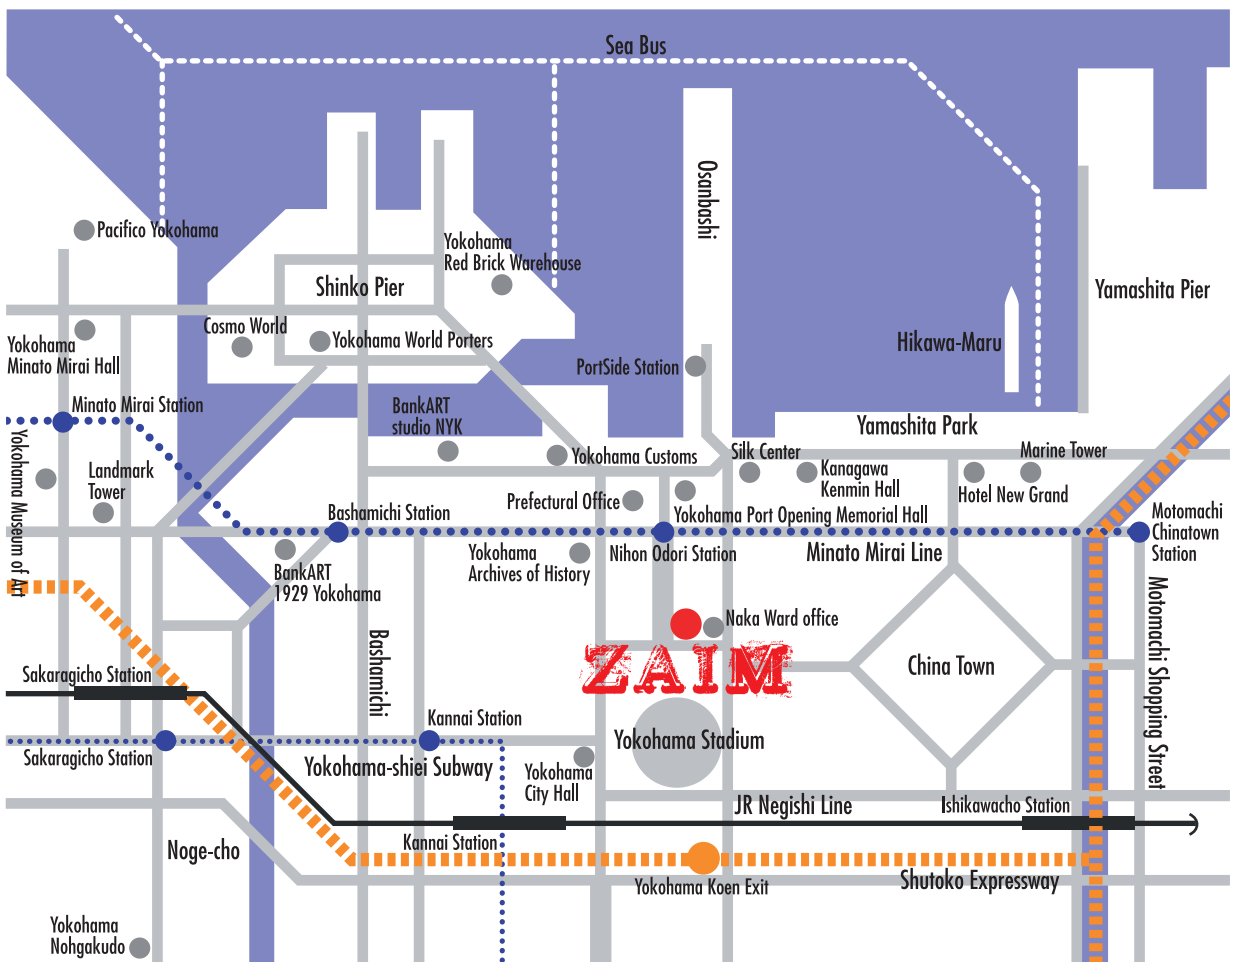 Sea Bus
Osanbashi
Pacifico Yokohama
Yokohama
Red Brick Warehouse
Shinko Pier
Yamashita Pier
Cosmo World
Yokohama World Porters
Hikawa-Maru
Yokohama
Minato Mirai Hall
PortSide Station
Minato Mirai Station
BankART
studio NYK
Yamashita Park
Yokohama Museum of Art
Landmark
Tower
Yokohama Customs
Silk Center
Kanagawa
Kenmin Hall
Marine Tower
Hotel New Grand
Prefectural Office
Bashamichi Station
Yokohama Port Opening Memorial Hall
Motomachi
Chinatown
Station
Yokohama
Archives of History
Nihon Odori Station
Minato Mirai Line
BankART
1929 Yokohama
Naka Ward office
Motomachi Shopping Street
Bashamichi
ZAIM
China Town
Sakaragicho Station
Kannai Station
Yokohama Stadium
Sakaragicho Station
Yokohama-shiei Subway
Yokohama
City Hall
JR Negishi Line
Ishikawacho Station
Kannai Station
Noge-cho
Yokohama Koen Exit
Shutoko Expressway
Yokohama
Nohgakudo